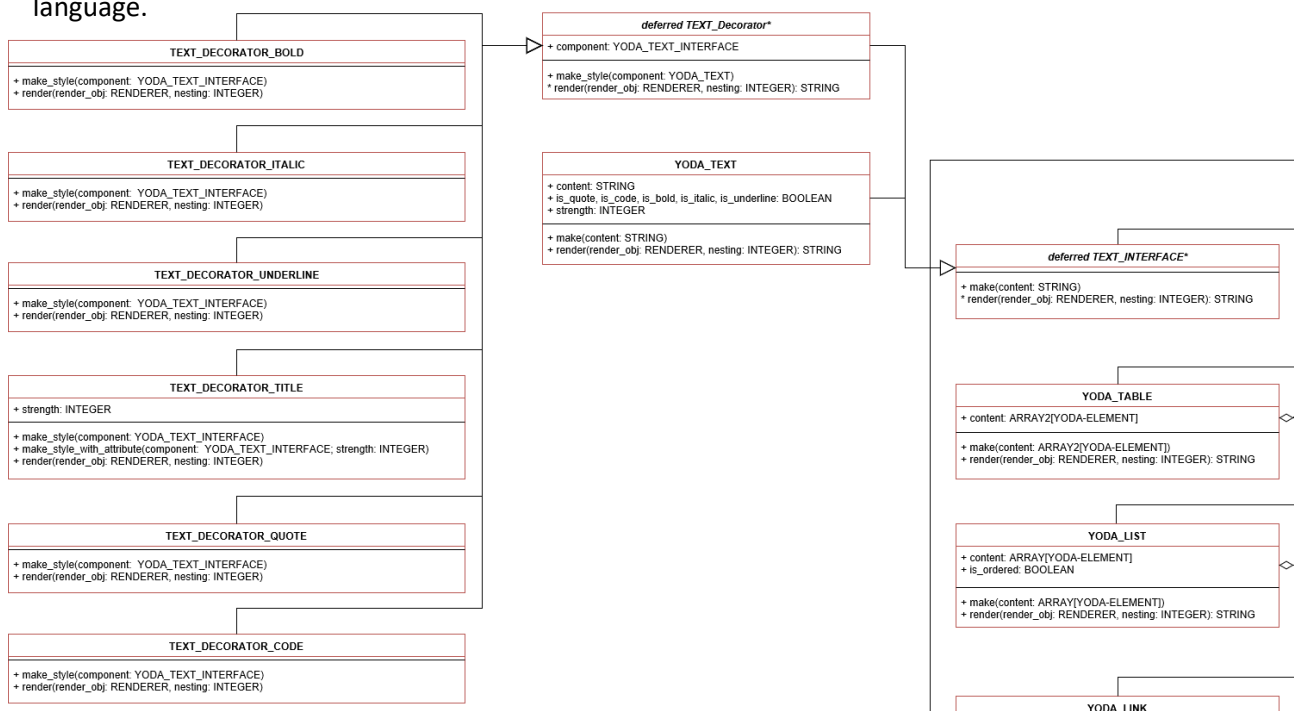 language.
TEXT_DECORATOR_BOLD
+ make_style(component:  YODA_TEXT_INTERFACE)
+ render(render_obj: RENDERER, nesting: INTEGER)
TEXT_DECORATOR_ITALIC
+ make_style(component:  YODA_TEXT_INTERFACE)
+ render(render_obj: RENDERER, nesting: INTEGER)
TEXT_DECORATOR_UNDERLINE
+ make_style(component:  YODA_TEXT_INTERFACE)
+ render(render_obj: RENDERER, nesting: INTEGER)
TEXT_DECORATOR_TITLE
+ strength: INTEGER
+ make_style(component: YODA_TEXT_INTERFACE)
+ make_style_with_attribute(component:  YODA_TEXT_INTERFACE; strength: INTEGER)
+ render(render_obj: RENDERER, nesting: INTEGER)
TEXT_DECORATOR_QUOTE
+ make_style(component:  YODA_TEXT_INTERFACE)
+ render(render_obj: RENDERER, nesting: INTEGER)
TEXT_DECORATOR_CODE
+ make_style(component: YODA_TEXT_INTERFACE)
+ render(render_obj: RENDERER, nesting: INTEGER)
deferred TEXT_Decorator*
+ component: YODA_TEXT_INTERFACE
+ make_style(component: YODA_TEXT)
* render(render_obj: RENDERER, nesting: INTEGER): STRING
YODA_TEXT
+ content: STRING
+ is_quote, is_code, is_bold, is_italic, is_underline: BOOLEAN
+ strength: INTEGER
+ make(content: STRING)
+ render(render_obj: RENDERER, nesting: INTEGER): STRING
deferred TEXT_INTERFACE*
+ make(content: STRING)
* render(render_obj: RENDERER, nesting: INTEGER): STRING
YODA_TABLE
+ content: ARRAY2[YODA-ELEMENT]
+ make(content: ARRAY2[YODA-ELEMENT])
+ render(render_obj: RENDERER, nesting: INTEGER): STRING
YODA_LIST
+ content: ARRAY[YODA-ELEMENT]
+ is_ordered: BOOLEAN
+ make(content: ARRAY[YODA-ELEMENT])
+ render(render_obj: RENDERER, nesting: INTEGER): STRING
YODA_LINK